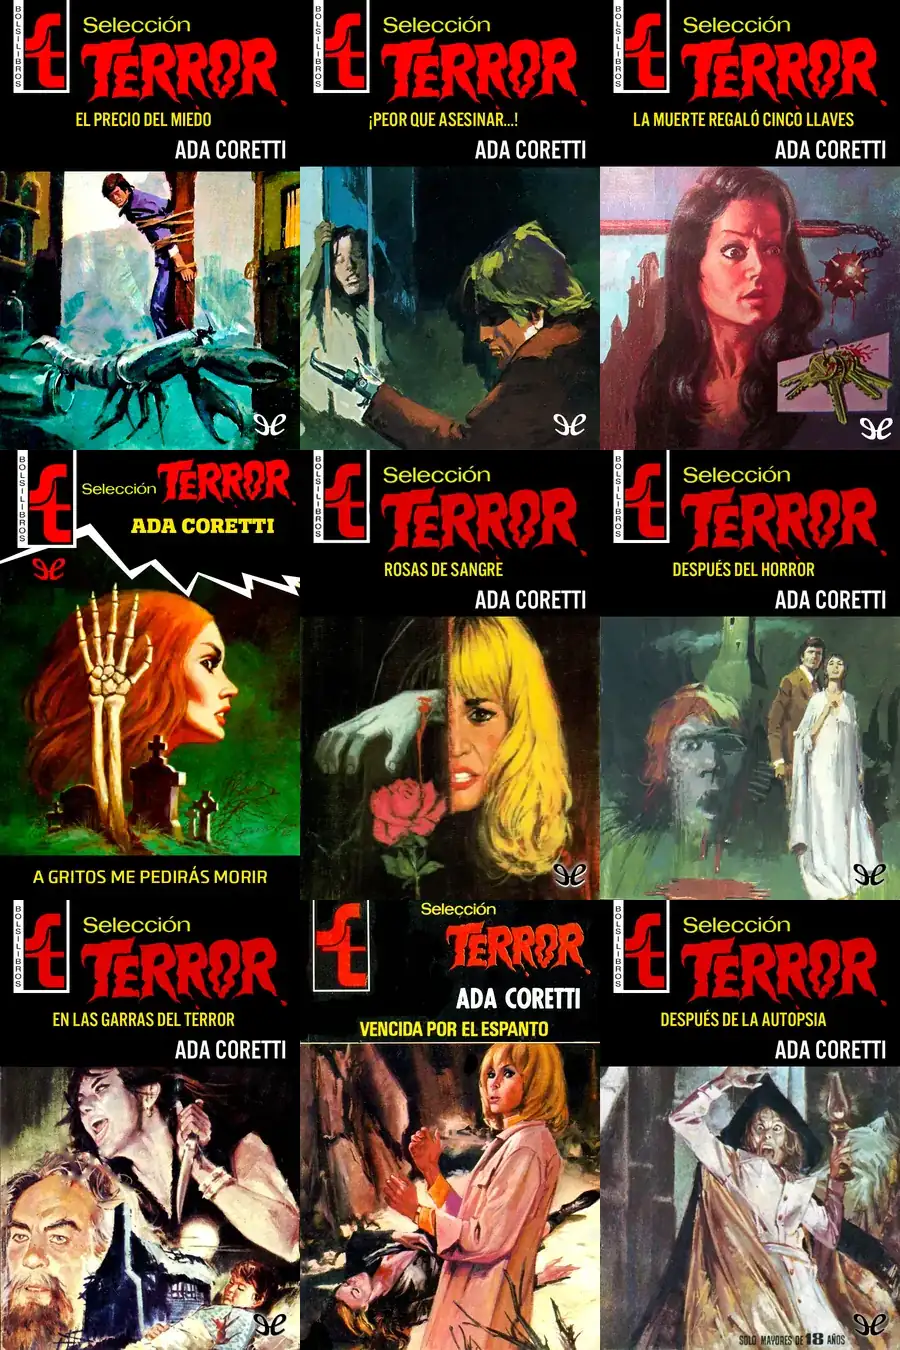 BOLSILIBROS
Selección
TERROR
EL PRECIO DEL MIEDO
ADA CORETTI
BOLSILIBROS
Selección
TERROR
¡PEOR QUE ASESINAR...!
ADA CORETTI
BOLSILIBROS
Selección
TERROR
LA MUERTE REGALÓ CINCO LLAVES
ADA CORETTI
BOLSILIBROS
Selección TERROR
ADA CORETTI
A GRITOS ME PEDIRÁS MORIR
BOLSILIBROS
Selección
TERROR
ROSAS DE SANGRE
ADA CORETTI
BOLSILIBROS
Selección
TERROR
DESPUÉS DEL HORROR
ADA CORETTI
BOLSILIBROS
Selección
TERROR
EN LAS GARRAS DEL TERROR
ADA CORETTI
Selección
TERROR
ADA CORETTI
VENCIDA POR EL ESPANTO
BOLSILIBROS
Selección
TERROR
DESPUÉS DE LA AUTOPSIA
ADA CORETTI
SOLO MAYORES DE 18 AÑOS